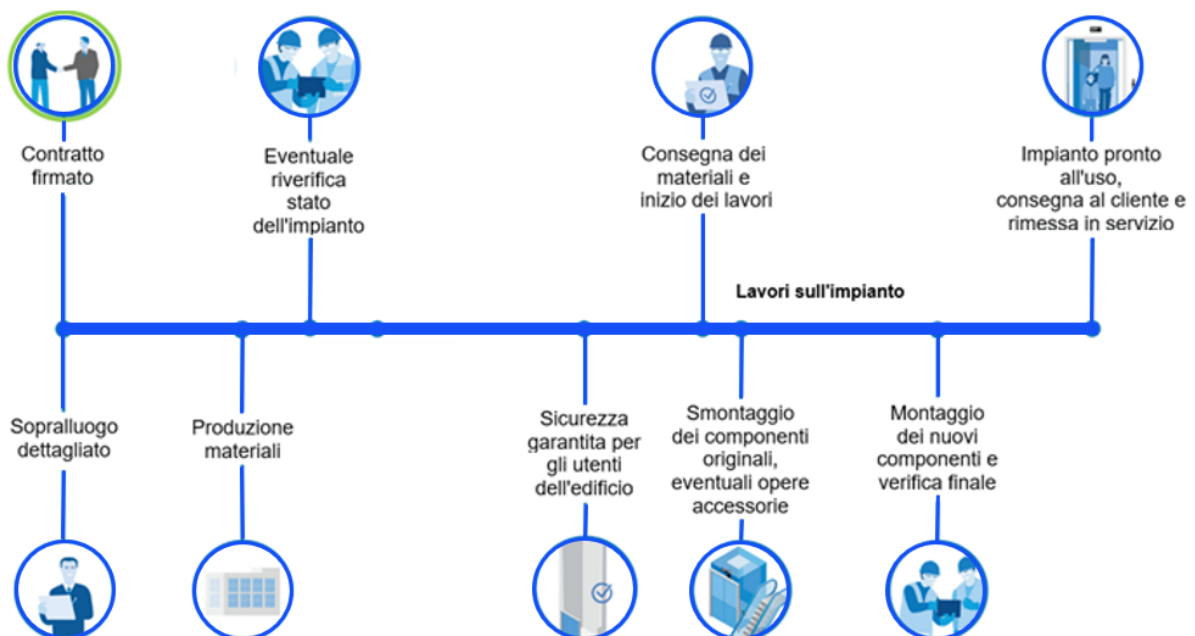 Contratto
firmato
Eventuale
riverifica
stato
dell'impianto
Consegna dei
materiali e
inizio dei lavori
Impianto pronto
all'uso,
consegna al cliente e
rimessa in servizio
Lavori sull'impianto
Sopralluogo
dettagliato
Produzione
materiali
Sicurezza
garantita per
gli utenti
dell'edificio
Smontaggio
dei componenti
originali,
eventuali opere
accessorie
Montaggio
dei nuovi
componenti e
verifica finale